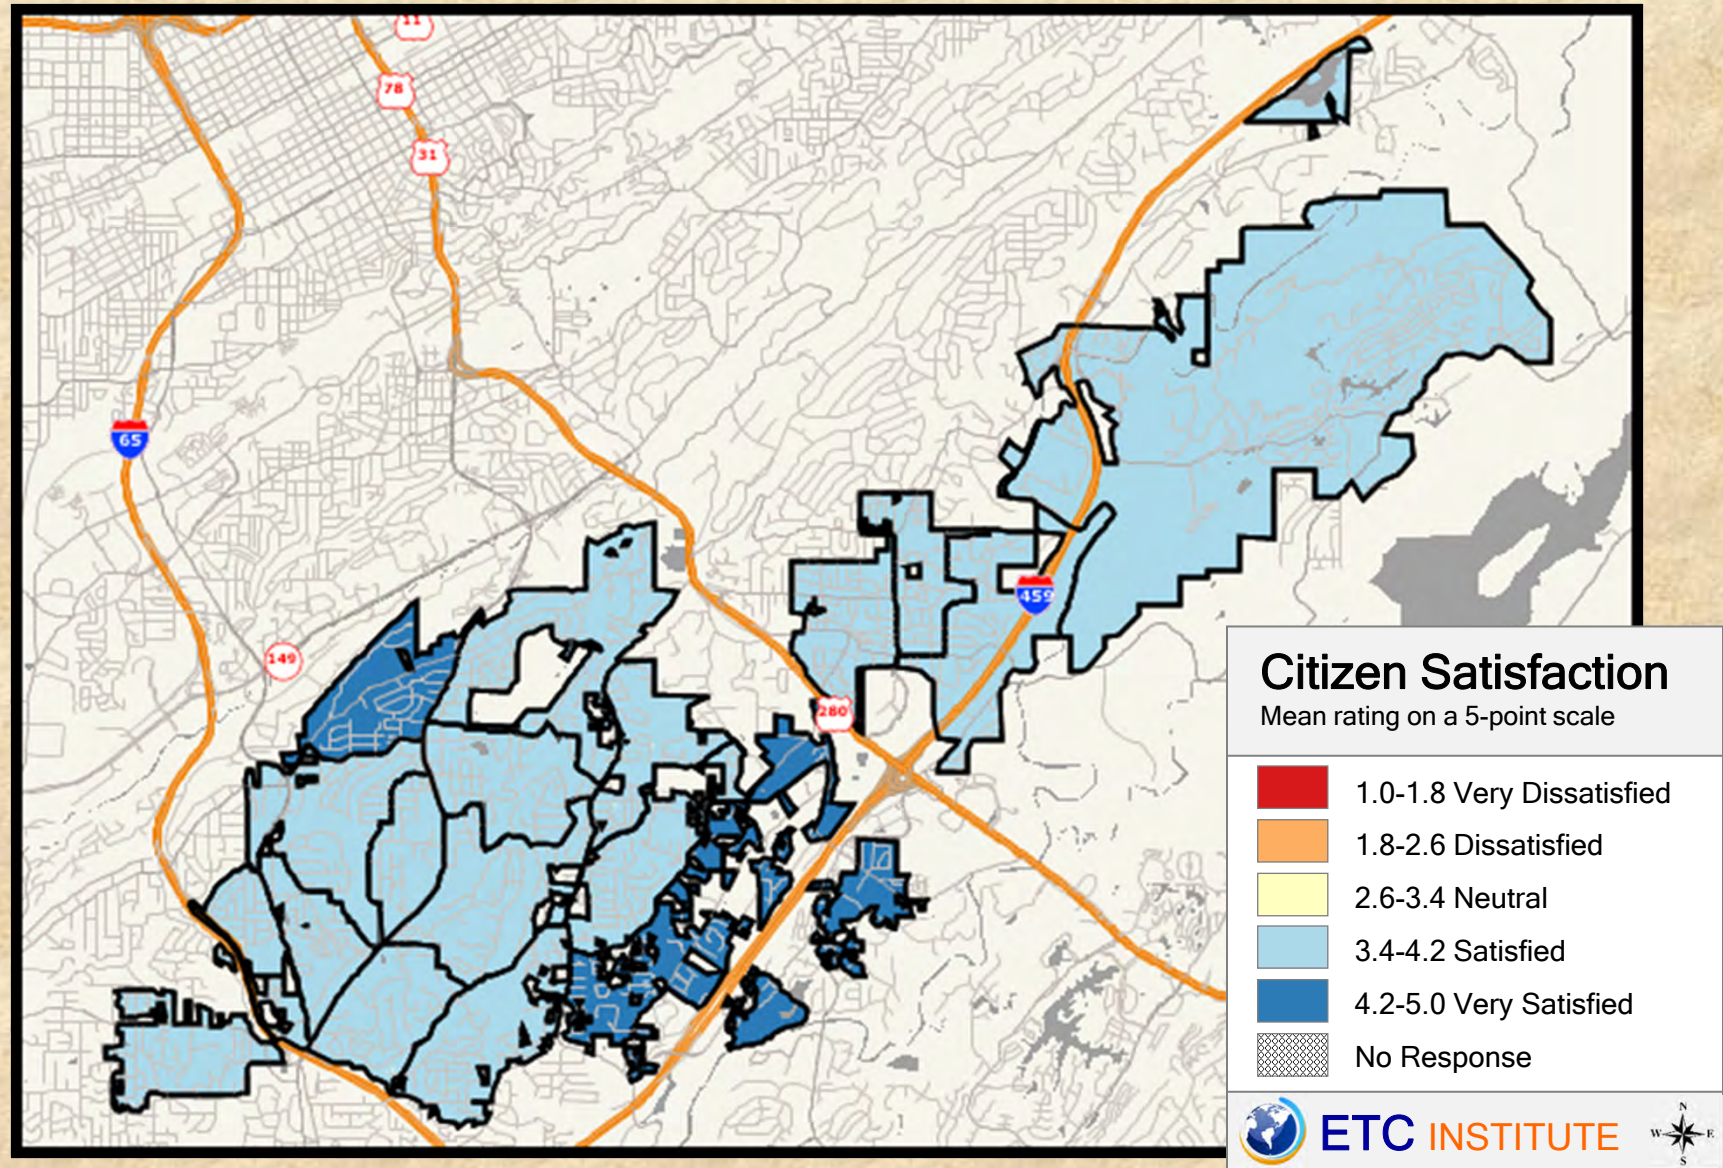 11
78
31
65
149
459
280
Citizen Satisfaction
Mean rating on a 5-point scale
1.0-1.8 Very Dissatisfied
1.8-2.6 Dissatisfied
2.6-3.4 Neutral
3.4-4.2 Satisfied
4.2-5.0 Very Satisfied
No Response
ETC INSTITUTE
N
W E
S